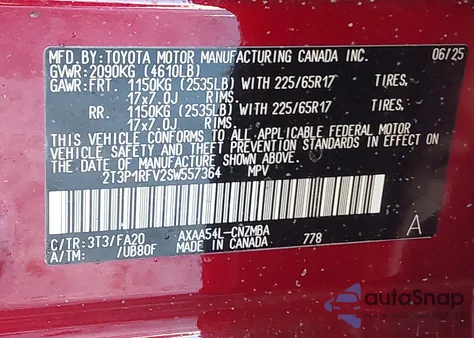 MFD.BY:TOYOTA MOTOR MANUFACTURING CANADA INC. 06/25
GVWR:2090KG (4610LB)
GAWR:FRT. 1150KG (2535LB) WITH 225/65R17 TIRES,
17x7.0J
RR. 1150KG (2535LB) WITH 225/65R17 TIRES,
17x7.0J
THIS VEHICLE CONFORMS TO ALL APPLICABLE FEDERAL MOTOR
VEHICLE SAFETY AND THEFT PREVENTION STANDARDS IN EFFECT
ON THE DATE OF MANUFACTURE SHOWN ABOVE.
2T3P1RFV2SW557364 MPV
C/TR:3T3/FA20 AXAA54L-CNZMBA
A/TM: /UB80F MADE IN CANADA 778 A
autoSnap